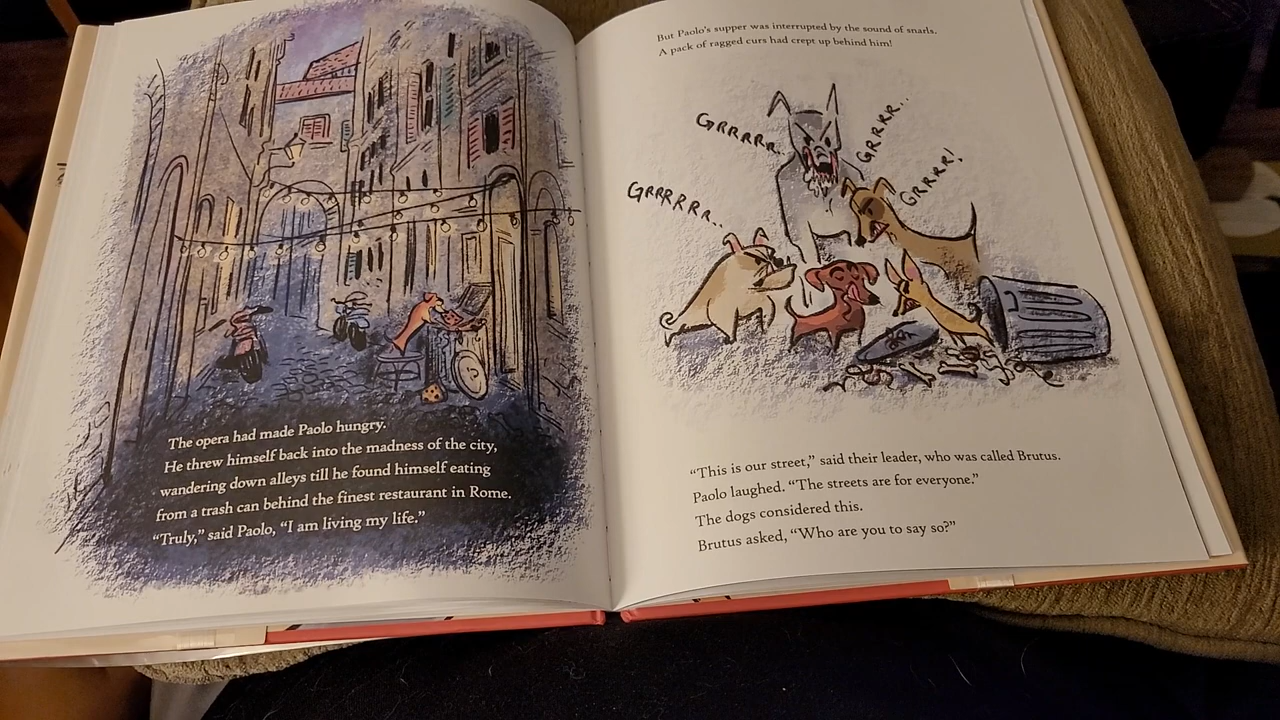 The opera had made Paolo hungry.
He threw himself back into the madness of the city,
wandering down alleys till he found himself eating
from a trash can behind the finest restaurant in Rome.
“Truly,” said Paolo, “I am living my life.”
But Paolo's supper was interrupted by the sound of snarls.
A pack of ragged curs had crept up behind him!
GRRRRR..
GRRRR..
GRRRR!
GRRRRRR..
“This is our street,” said their leader, who was called Brutus.
Paolo laughed. “The streets are for everyone.”
The dogs considered this.
Brutus asked, “Who are you to say so?”